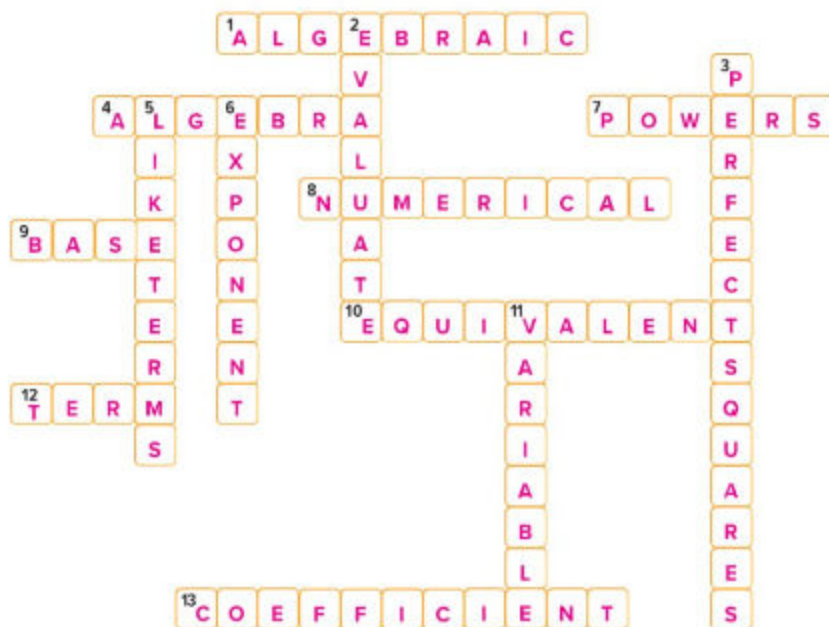 1 A L G 2 E B R A I C
V 3 P
4 A 5 L G 6 E B R A 7 P O W E R S
I X L R
K P 8 N U M E R I C A L F
9 B A S E O A E
T N T C
E E 10 E Q U I 11 V A L E N T
R N A S
12 T E R M T R Q
S I U
A A
B R
L E
13 C O E F F I C I E N T S